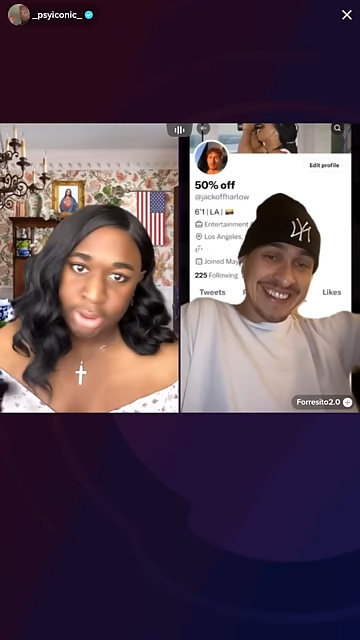 _psyiconic_
Edit profile
50% off
@jackoffharlow
6'1 | LA |
Entertainment
Los Angeles.
Joined May
225 Following
Tweets
Likes
Forresito2.0